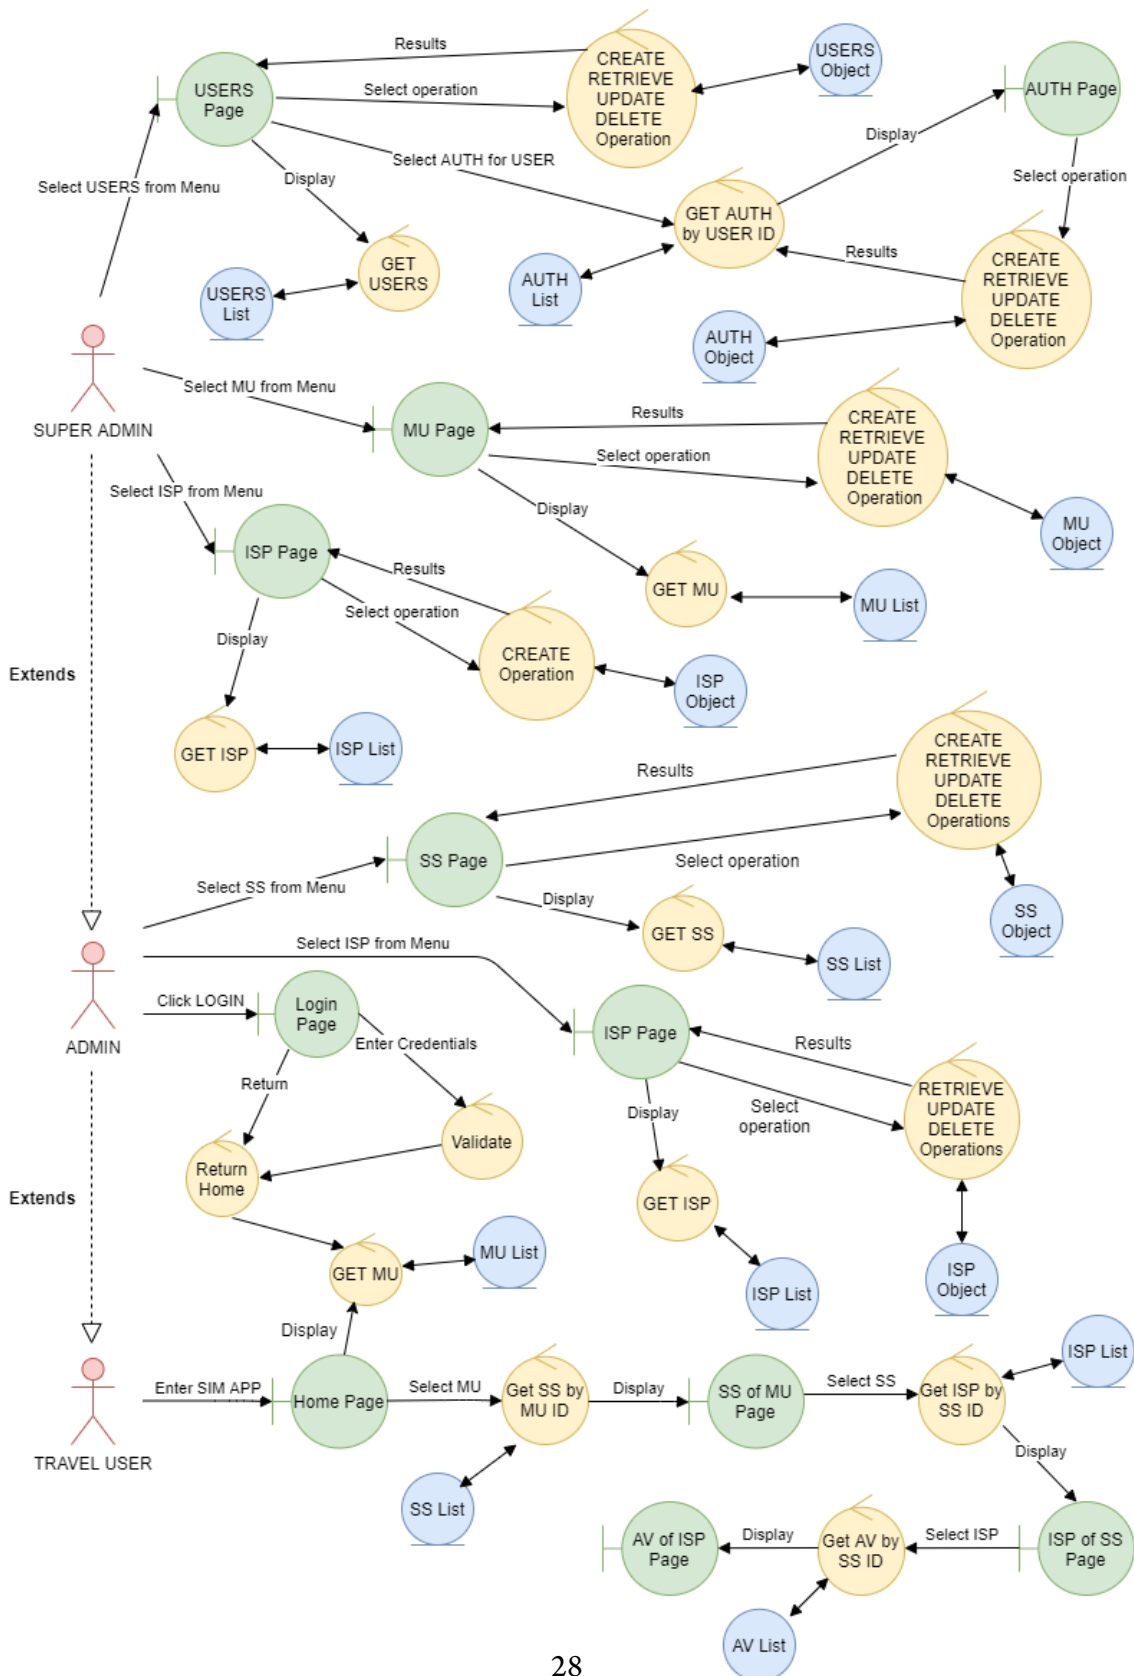 Results
CREATE
RETRIEVE
UPDATE
DELETE
Operation
USERS
Object
USERS
Page
Select operation
AUTH Page
Display
Select AUTH for USER
Select USERS from Menu
Display
Select operation
GET AUTH
by USER ID
GET
USERS
Results
CREATE
RETRIEVE
UPDATE
DELETE
Operation
USERS
List
AUTH
List
AUTH
Object
SUPER ADMIN
Select MU from Menu
MU Page
Results
CREATE
RETRIEVE
UPDATE
DELETE
Operation
Select operation
Select ISP from Menu
Display
MU
Object
ISP Page
Results
GET MU
MU List
Select operation
Display
CREATE
Operation
ISP
Object
Extends
GET ISP
ISP List
CREATE
RETRIEVE
UPDATE
DELETE
Operations
Results
SS Page
Select operation
Select SS from Menu
Display
GET SS
SS
Object
Select ISP from Menu
SS List
ADMIN
Click LOGIN
Login
Page
Enter Credentials
ISP Page
Results
Return
Display
Select
operation
RETRIEVE
UPDATE
DELETE
Operations
Validate
Return
Home
Extends
GET ISP
MU List
GET MU
ISP List
ISP
Object
Display
TRAVEL USER
Enter SIM APP
Home Page
Select MU
Get SS by
MU ID
Display
SS of MU
Page
Select SS
Get ISP by
SS ID
ISP List
Display
SS List
AV of ISP
Page
Display
Get AV by
SS ID
Select ISP
ISP of SS
Page
AV List
28